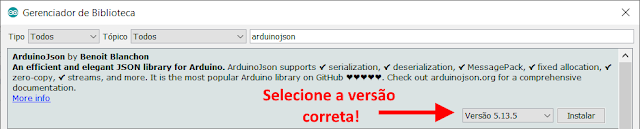 Gerenciador de Biblioteca
Tipo Todos Tópico Todos arduinojson
ArduinoJson by Benoit Blanchon
An efficient and elegant JSON library for Arduino. ArduinoJson supports ✔ serialization, ✔ deserialization, ✔ MessagePack, ✔ fixed allocation, ✔
zero-copy, ✔ streams, and more. It is the most popular Arduino library on GitHub ♥♥♥♥♥. Check out arduinojson.org for a comprehensive
documentation.
More info
Selecione a versão
correta!
Versão 5.13.5 Instalar